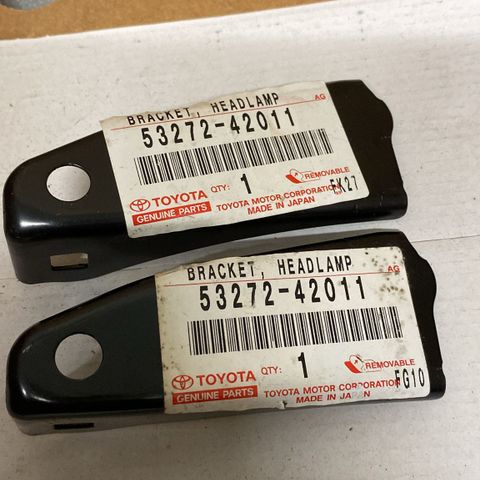 BRACKET, HEADLAMP
AG
53272-42011
TOYOTA QTY: 1 REMOVABLE
GENUINE PARTS TOYOTA MOTOR CORPORATION FK27
MADE IN JAPAN
BRACKET, HEADLAMP
AG
53272-42011
TOYOTA QTY: 1 REMOVABLE
GENUINE PARTS TOYOTA MOTOR CORPORATION FG10
MADE IN JAPAN